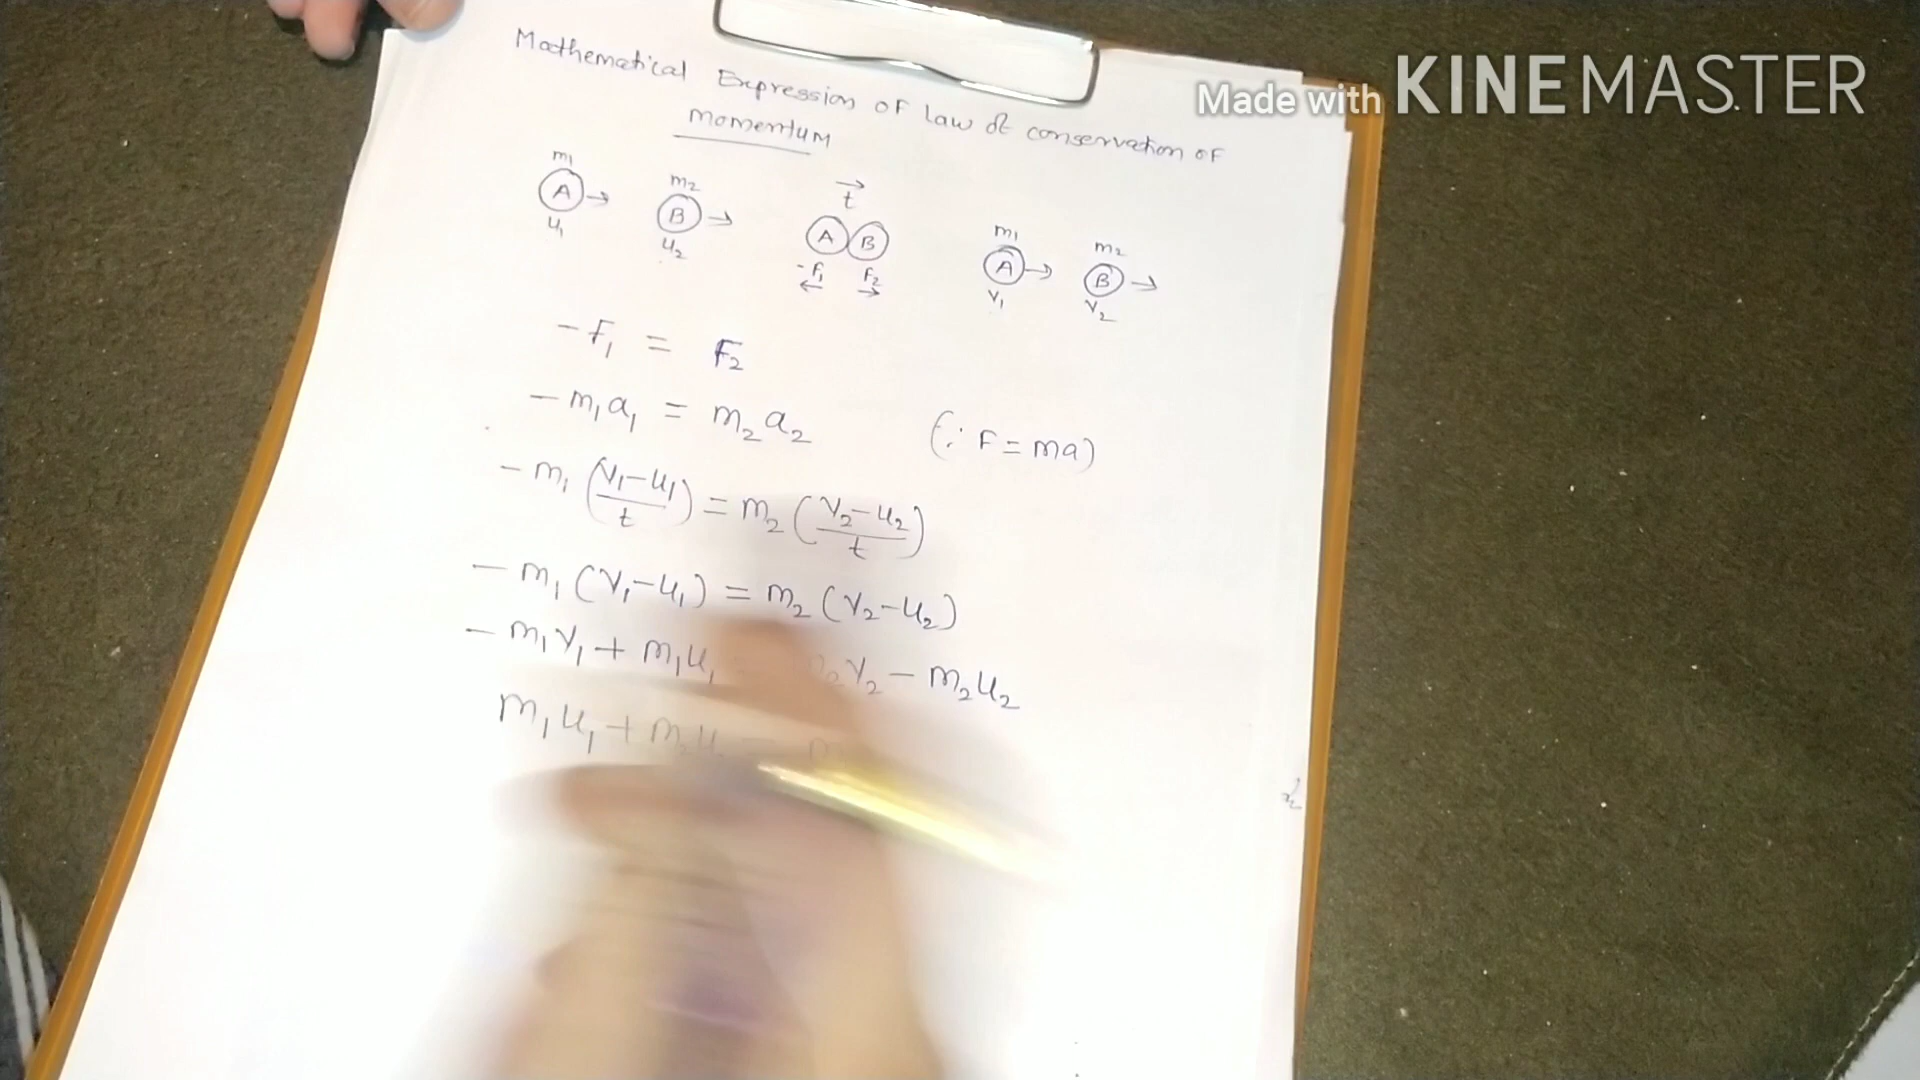 Made with KINEMASTER
Mathematical Expression of law of conservation of
momentum
m₁ m₂ t m₁ m₂
A → B → A B A → B →
u₁ u₂ -F₁ F₂ v₁ v₂
-F₁ = F₂
-m₁a₁ = m₂a₂ (∵ F = ma)
-m₁ (v₁-u₁/t) = m₂ (v₂-u₂/t)
-m₁ (v₁-u₁) = m₂ (v₂-u₂)
-m₁v₁ + m₁u₁ v₂ - m₂u₂
m₁u₁ + m₂u